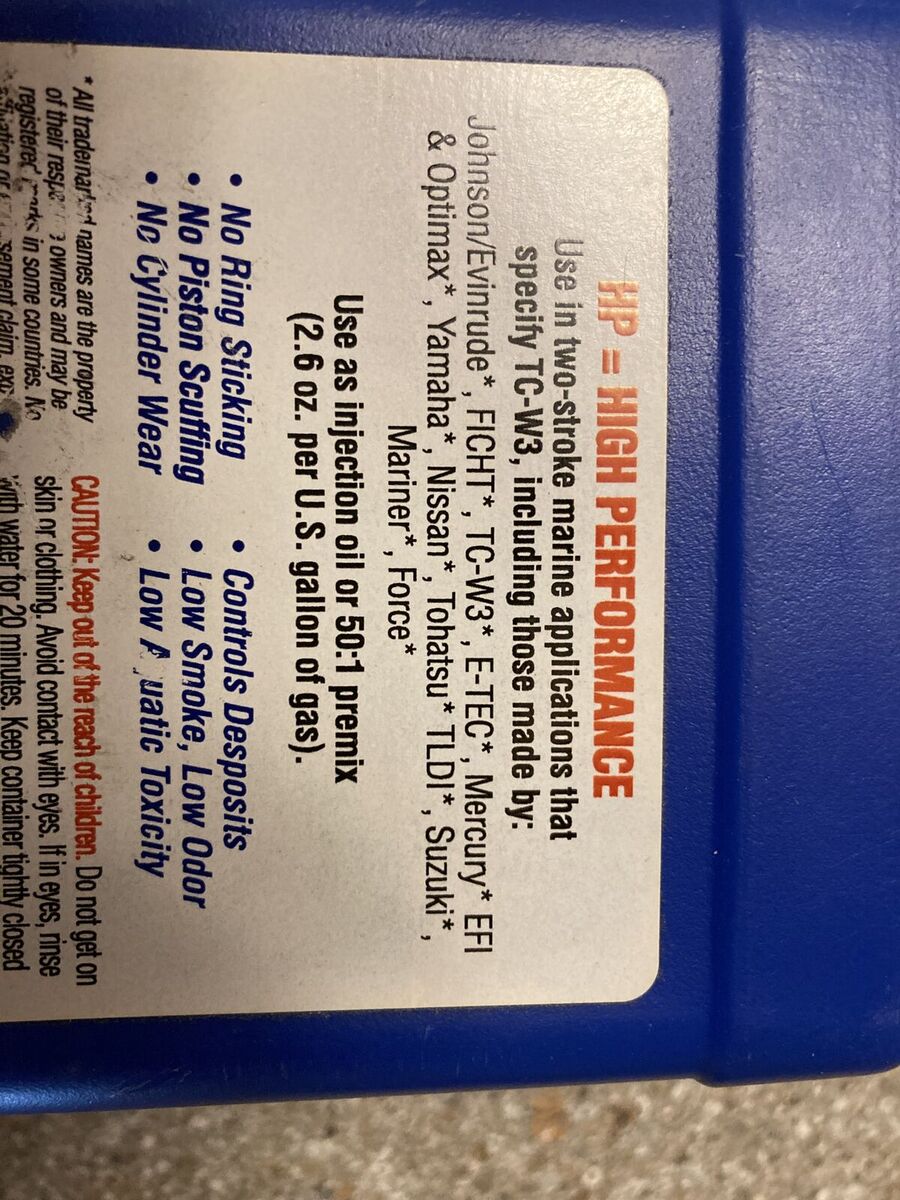 HP = HIGH PERFORMANCE
Use in two-stroke marine applications that
specify TC-W3, including those made by:
Johnson/Evinrude*, FICHT*, TC-W3*, E-TEC*, Mercury* EFI
& Optimax*, Yamaha*, Nissan*, Tohatsu* TLDI*, Suzuki*,
Mariner*, Force*
Use as injection oil or 50:1 premix
(2.6 oz. per U.S. gallon of gas).
• No Ring Sticking
• No Piston Scuffing
• No Cylinder Wear
• Controls Desposits
• Low Smoke, Low Odor
• Low Aquatic Toxicity
* All trademarked names are the property
of their respective owners and may be
registered marks in some countries. No
claim,
CAUTION: Keep out of the reach of children. Do not get on
skin or clothing. Avoid contact with eyes. If in eyes, rinse
with water for 20 minutes. Keep container tightly closed